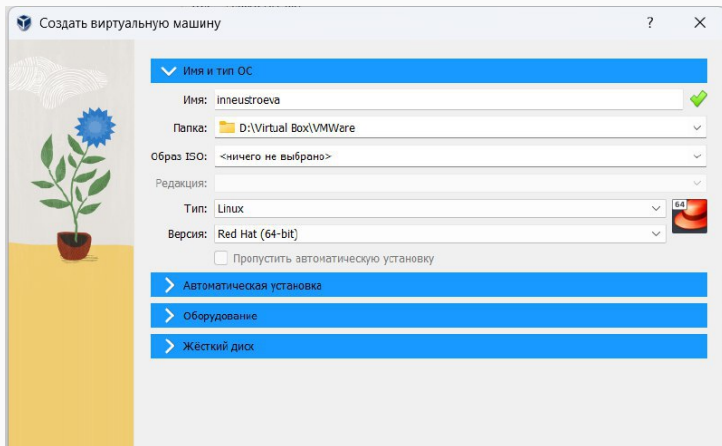 Создать виртуальную машину ? ×
Имя и тип ОС
Имя: inneustroeva
Папка: D:\Virtual Box\VMWare
Образ ISO: <ничего не выбрано>
Редакция:
Тип: Linux
64
Версия: Red Hat (64-bit)
Пропустить автоматическую установку
Автоматическая установка
Оборудование
Жёсткий диск